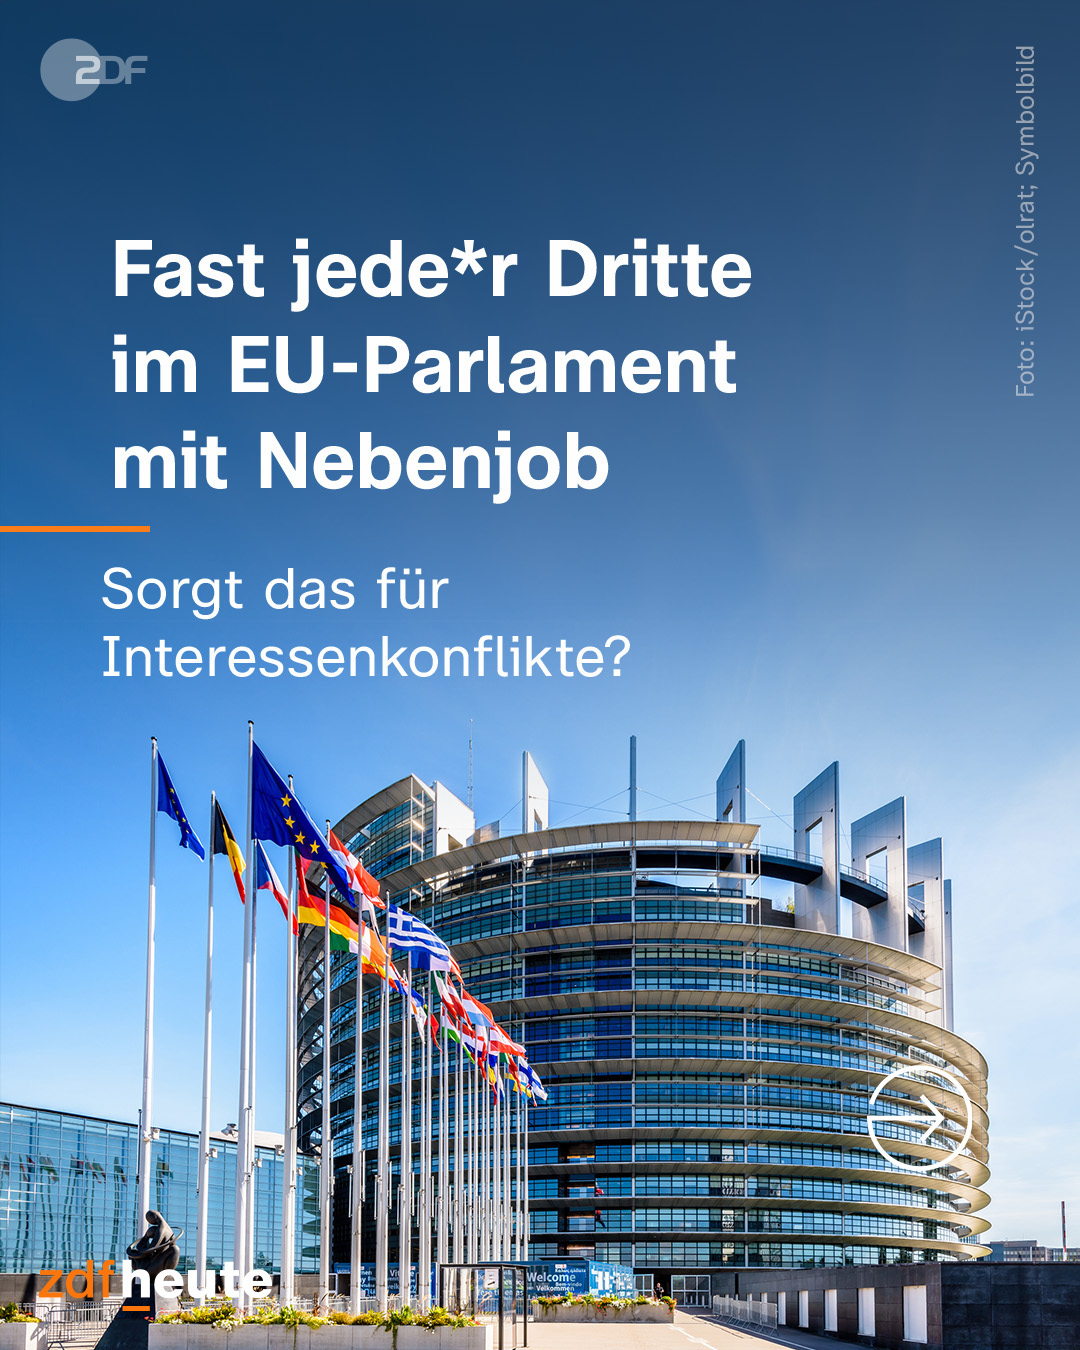 ZDF
Foto: iStock/olrat; Symbolbild
Fast jede*r Dritte
im EU-Parlament
mit Nebenjob
Sorgt das für
Interessenkonflikte?
Welcome
zdfheute